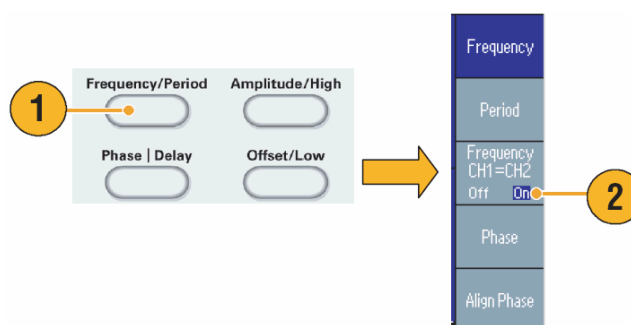 1
Frequency/Period
Amplitude/High
Phase | Delay
Offset/Low
Frequency
Period
Frequency
CH1=CH2
Off On
2
Phase
Align Phase